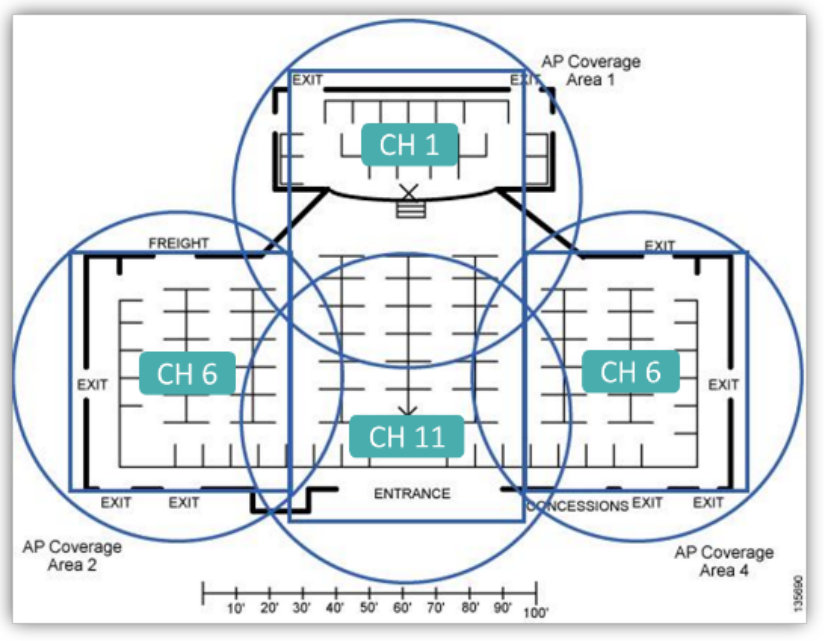 AP Coverage
Area 1
EXIT
EXIT
CH 1
FREIGHT
EXIT
CH 6
CH 6
EXIT
EXIT
CH 11
ENTRANCE
EXIT
EXIT
CONCESSIONS
EXIT
EXIT
AP Coverage
Area 2
AP Coverage
Area 4
10' 20' 30' 40' 50' 60' 70' 80' 90' 100'
135690